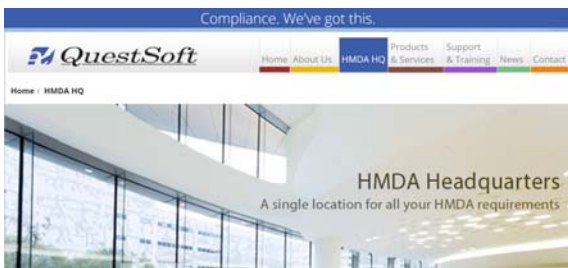 Compliance. We've got this.
QuestSoft
Home About Us HMDA HQ Products & Services Support & Training News Contact
Home / HMDA HQ
HMDA Headquarters
A single location for all your HMDA requirements